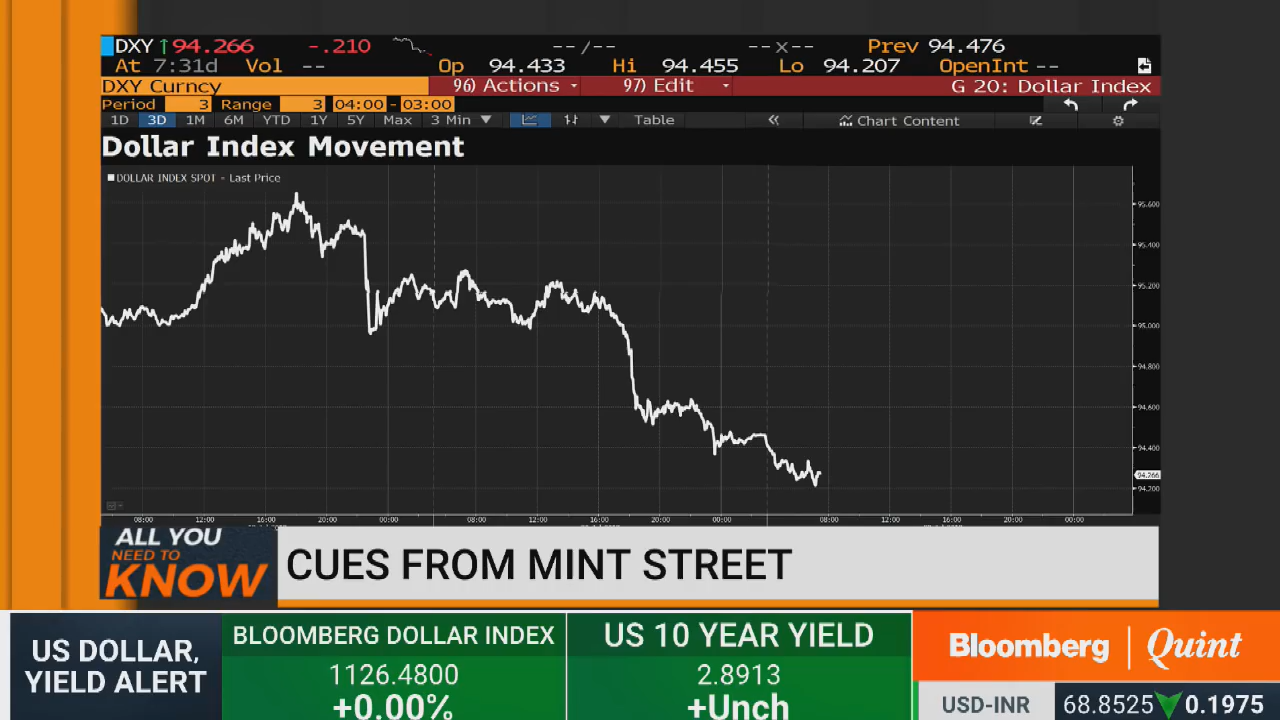 DXY ↑ 94.266 -.210 --/-- --x-- Prev 94.476
At 7:31d Vol -- Op 94.433 Hi 94.455 Lo 94.207 OpenInt --
DXY Curncy 96) Actions 97) Edit G 20: Dollar Index
Period 3 Range 3 04:00 - 03:00
1D 3D 1M 6M YTD 1Y 5Y Max 3 Min Table « Chart Content
Dollar Index Movement
DOLLAR INDEX SPOT - Last Price
95.600
95.400
95.200
95.000
94.800
94.600
94.400
94.266
94.200
08:00 12:00 16:00 20:00 00:00 08:00 12:00 16:00 20:00 00:00 08:00 12:00 16:00 20:00 00:00
ALL YOU
NEED TO
KNOW
CUES FROM MINT STREET
US DOLLAR,
YIELD ALERT
BLOOMBERG DOLLAR INDEX
1126.4800
+0.00%
US 10 YEAR YIELD
2.8913
+Unch
Bloomberg | Quint
USD-INR 68.8525 0.1975